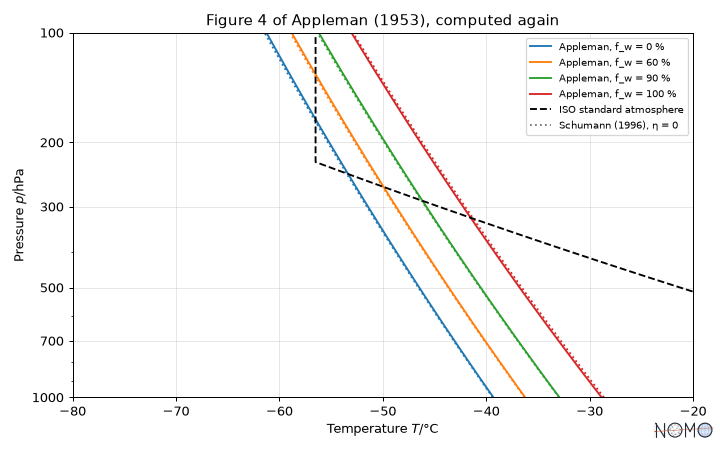 Figure 4 of Appleman (1953), computed again
Appleman, f_w = 0 %
Appleman, f_w = 60 %
Appleman, f_w = 90 %
Appleman, f_w = 100 %
ISO standard atmosphere
Schumann (1996), η = 0
Pressure p/hPa
100
200
300
500
700
1000
−80
−70
−60
−50
−40
−30
−20
Temperature T/°C
NOMO